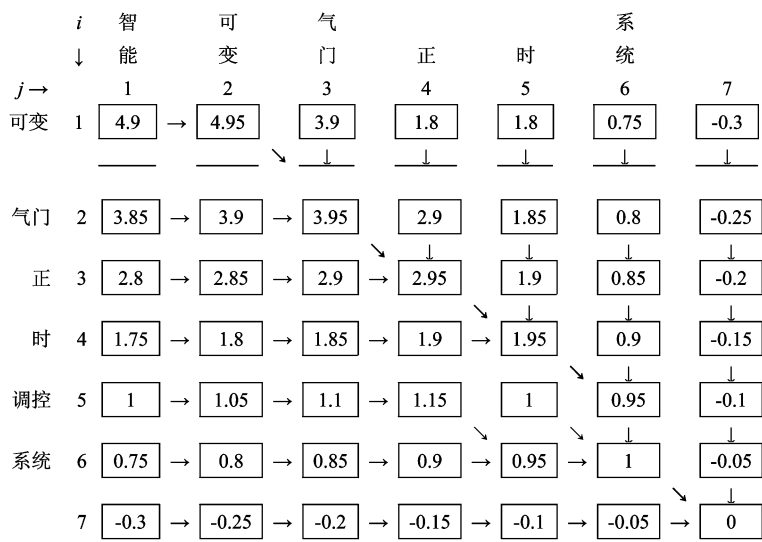 i 智 可 气 系
↓ 能 变 门 正 时 统
j→ 1 2 3 4 5 6 7
可变 1 4.9 → 4.95 3.9 1.8 1.8 0.75 -0.3
↘ ↓ ↓ ↓ ↓ ↓
气门 2 3.85 → 3.9 → 3.95 2.9 1.85 0.8 -0.25
↘ ↓ ↓ ↓ ↓
正 3 2.8 → 2.85 → 2.9 → 2.95 1.9 0.85 -0.2
↘ ↓ ↓ ↓
时 4 1.75 → 1.8 → 1.85 → 1.9 → 1.95 0.9 -0.15
↘ ↓ ↓
调控 5 1 → 1.05 → 1.1 → 1.15 1 0.95 -0.1
↘ ↘ ↓ ↓
系统 6 0.75 → 0.8 → 0.85 → 0.9 → 0.95 → 1 -0.05
↘ ↓
7 -0.3 → -0.25 → -0.2 → -0.15 → -0.1 → -0.05 → 0